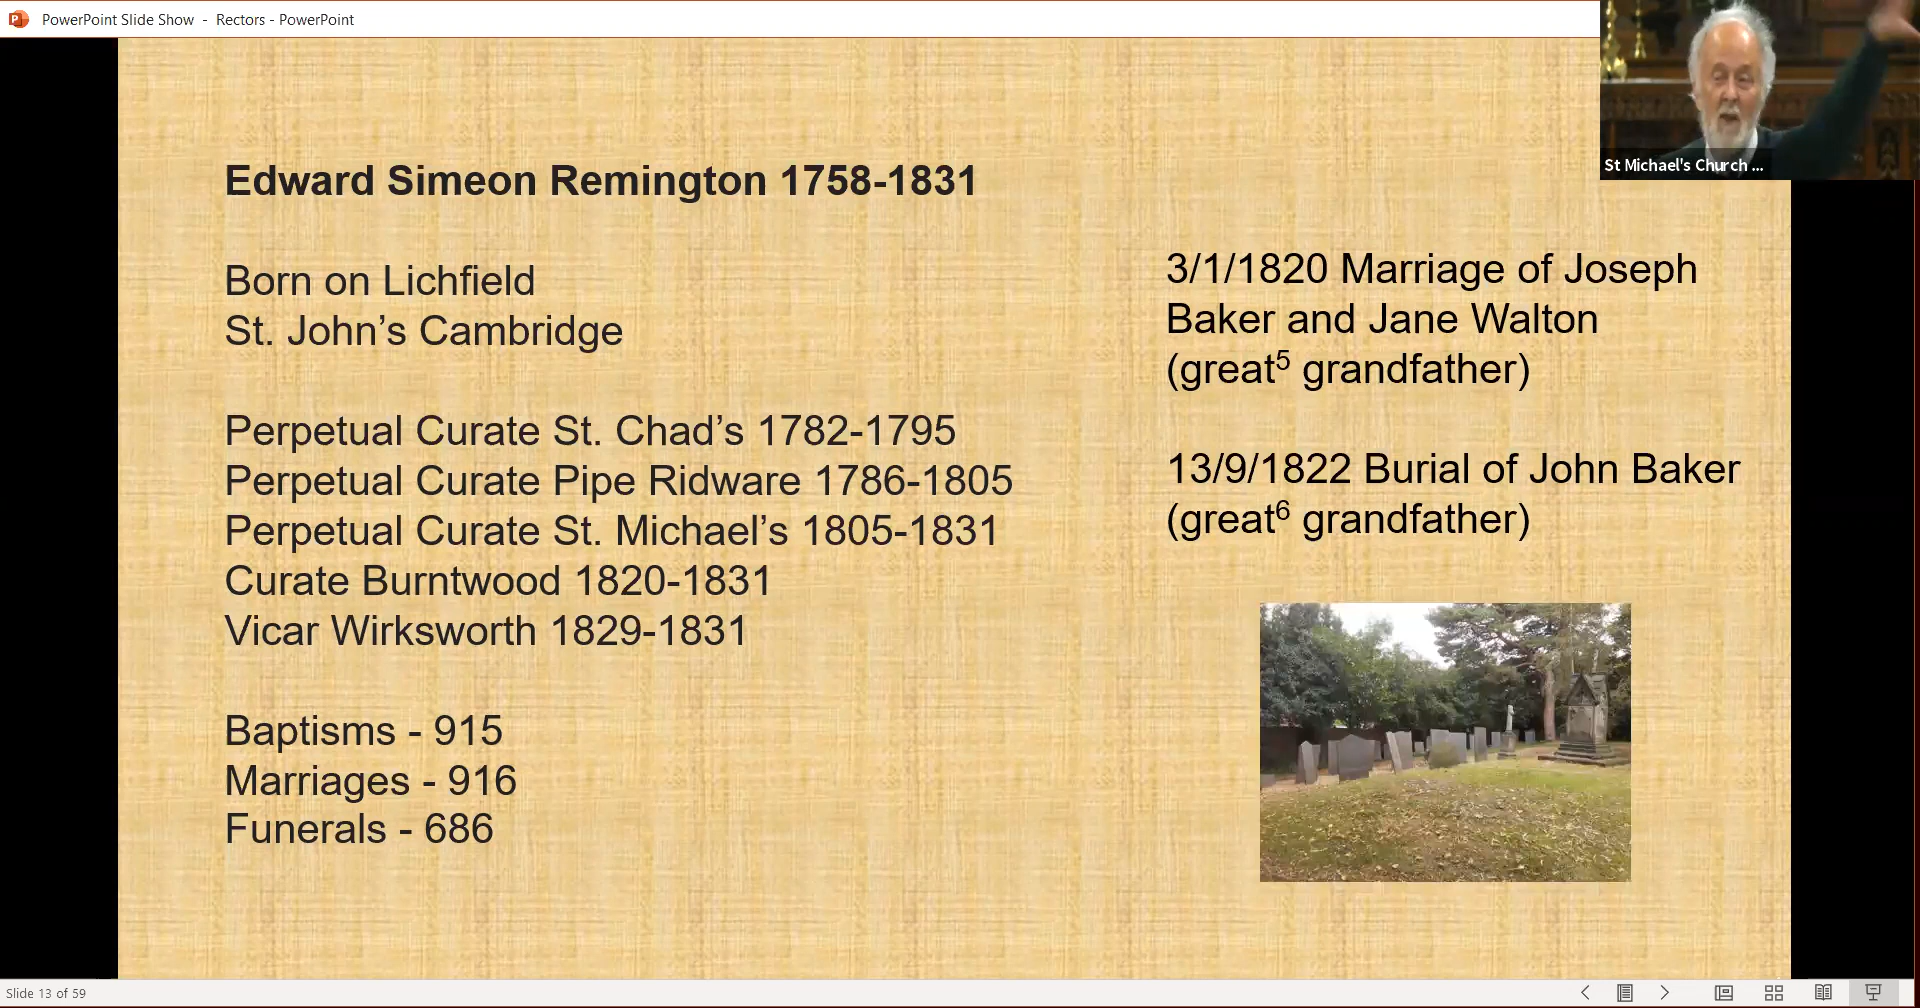 PowerPoint Slide Show - Rectors - PowerPoint
St Michael's Church ...
Edward Simeon Remington 1758-1831
Born on Lichfield
St. John’s Cambridge
Perpetual Curate St. Chad’s 1782-1795
Perpetual Curate Pipe Ridware 1786-1805
Perpetual Curate St. Michael’s 1805-1831
Curate Burntwood 1820-1831
Vicar Wirksworth 1829-1831
Baptisms - 915
Marriages - 916
Funerals - 686
3/1/1820 Marriage of Joseph
Baker and Jane Walton
(great⁵ grandfather)
13/9/1822 Burial of John Baker
(great⁶ grandfather)
Slide 13 of 59